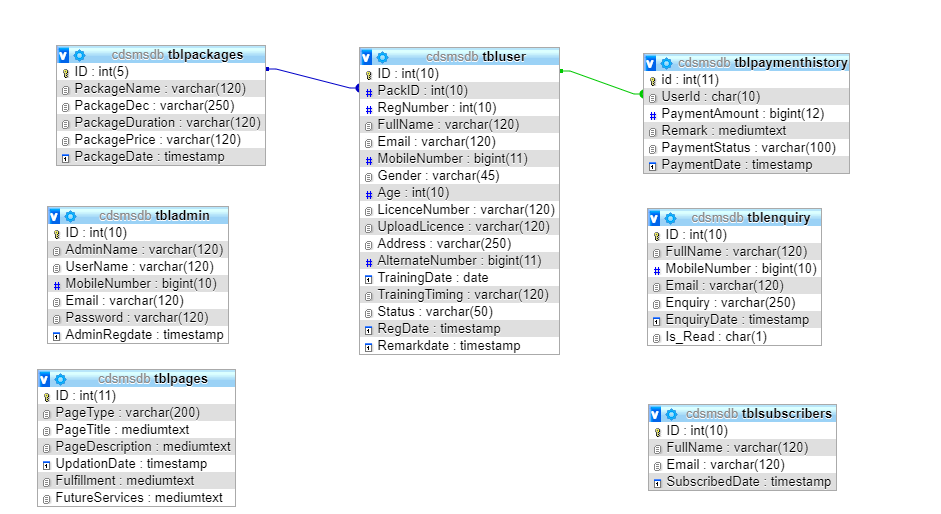 cdsmsdb tblpackages
ID : int(5)
PackageName : varchar(120)
PackageDec : varchar(250)
PackageDuration : varchar(120)
PackagePrice : varchar(120)
PackageDate : timestamp
cdsmsdb tbluser
ID : int(10)
PackID : int(10)
RegNumber : int(10)
FullName : varchar(120)
Email : varchar(120)
MobileNumber : bigint(11)
Gender : varchar(45)
Age : int(10)
LicenceNumber : varchar(120)
UploadLicence : varchar(120)
Address : varchar(250)
AlternateNumber : bigint(11)
TrainingDate : date
TrainingTiming : varchar(120)
Status : varchar(50)
RegDate : timestamp
Remarkdate : timestamp
cdsmsdb tblpaymenthistory
id : int(11)
UserId : char(10)
PaymentAmount : bigint(12)
Remark : mediumtext
PaymentStatus : varchar(100)
PaymentDate : timestamp
cdsmsdb tbladmin
ID : int(10)
AdminName : varchar(120)
UserName : varchar(120)
MobileNumber : bigint(10)
Email : varchar(120)
Password : varchar(120)
AdminRegdate : timestamp
cdsmsdb tblenquiry
ID : int(10)
FullName : varchar(120)
MobileNumber : bigint(10)
Email : varchar(120)
Enquiry : varchar(250)
EnquiryDate : timestamp
Is_Read : char(1)
cdsmsdb tblpages
ID : int(11)
PageType : varchar(200)
PageTitle : mediumtext
PageDescription : mediumtext
UpdationDate : timestamp
Fulfillment : mediumtext
FutureServices : mediumtext
cdsmsdb tblsubscribers
ID : int(10)
FullName : varchar(120)
Email : varchar(120)
SubscribedDate : timestamp